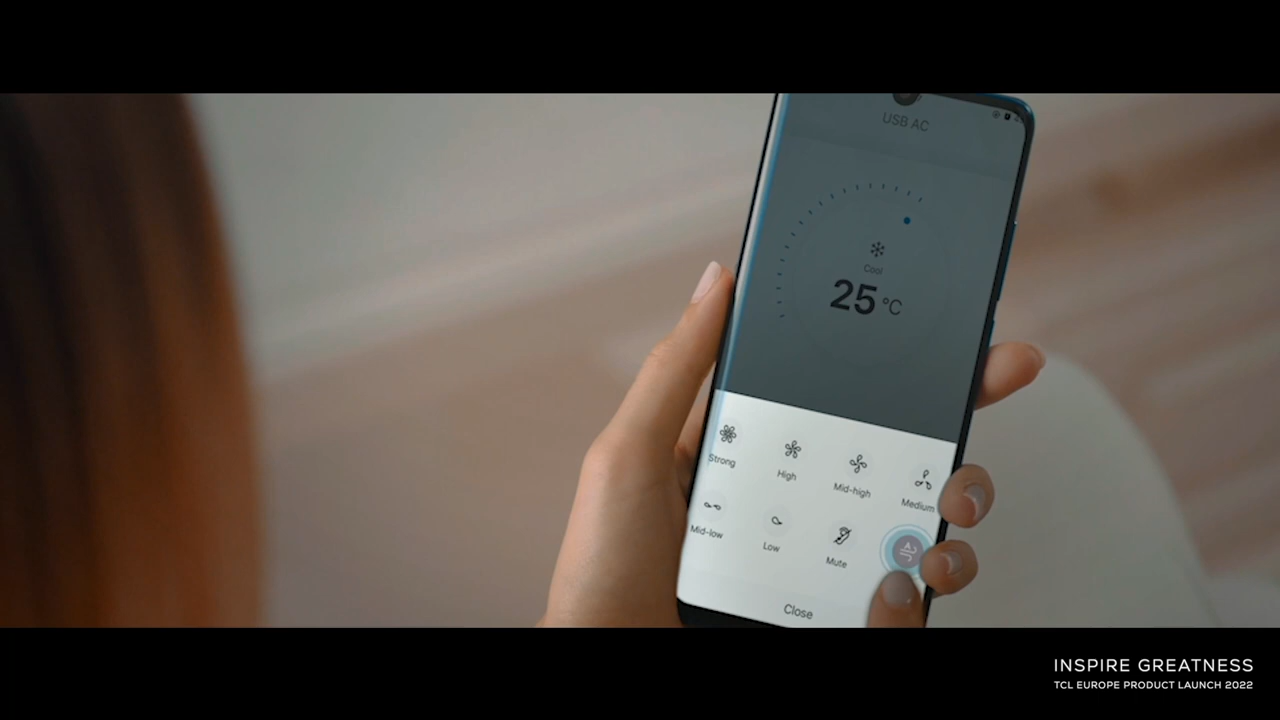 USB AC
Cool
25 °C
Strong
High
Mid-high
Medium
Mid-low
Low
Mute
A
Close
INSPIRE GREATNESS
TCL EUROPE PRODUCT LAUNCH 2022